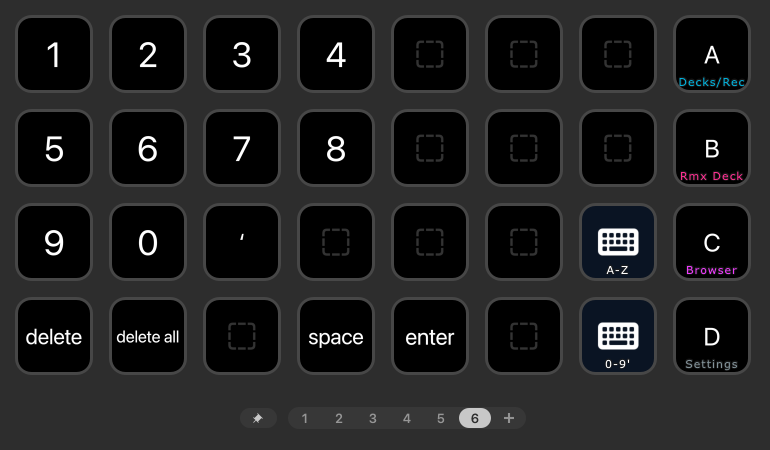 1 2 3 4 A
Decks/Rec
5 6 7 8 B
Rmx Deck
9 0 ‘ C
A-Z Browser
delete delete all space enter D
0-9' Settings
1 2 3 4 5 6 +